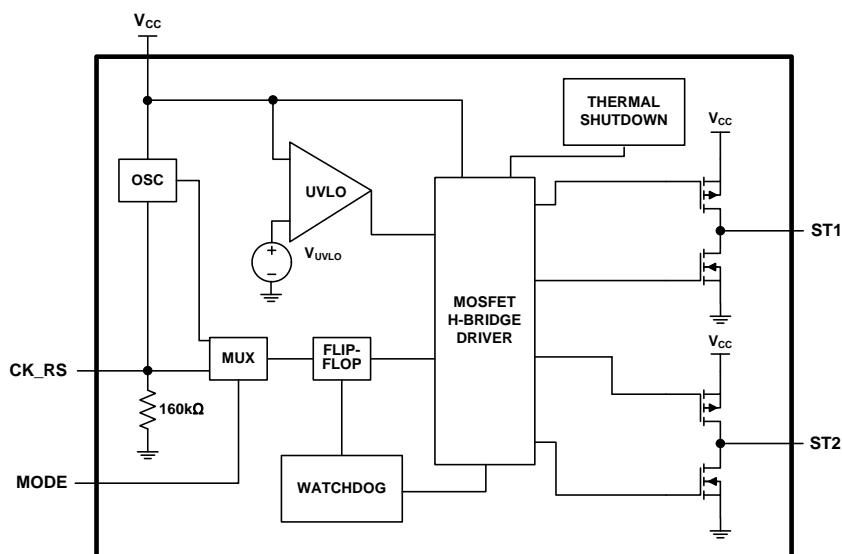 VCC
THERMAL
SHUTDOWN
VCC
OSC
UVLO
ST1
+
VUVLO
−
MOSFET
H-BRIDGE
DRIVER
VCC
MUX
FLIP-
FLOP
CK_RS
160kΩ
ST2
MODE
WATCHDOG